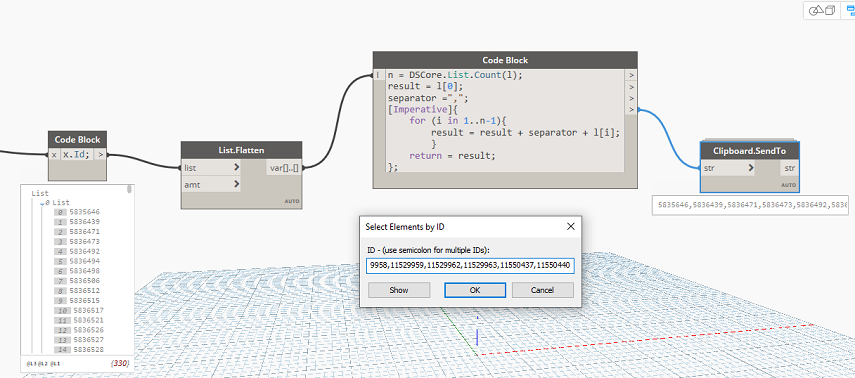 Code Block
x
x.Id;
>
List.Flatten
list
>
var[]..[]
amt
>
AUTO
Code Block
l
n = DSCore.List.Count(l);
>
result = l[0];
>
separator =",";
>
[Imperative]{
>
for (i in 1..n-1){
result = result + separator + l[i];
}
return = result;
};
Clipboard.SendTo
str
>
str
AUTO
5835646,5836439,5836471,5836473,5836492,5836
List
0 List
0 5835646
1 5836439
2 5836471
3 5836473
4 5836492
5 5836494
6 5836498
7 5836506
8 5836512
9 5836515
10 5836517
11 5836521
12 5836526
13 5836527
14 5836528
@L3 @L2 @L1
{330}
Select Elements by ID
ID - (use semicolon for multiple IDs):
9958,11529959,11529962,11529963,11550437,11550440
Show
OK
Cancel